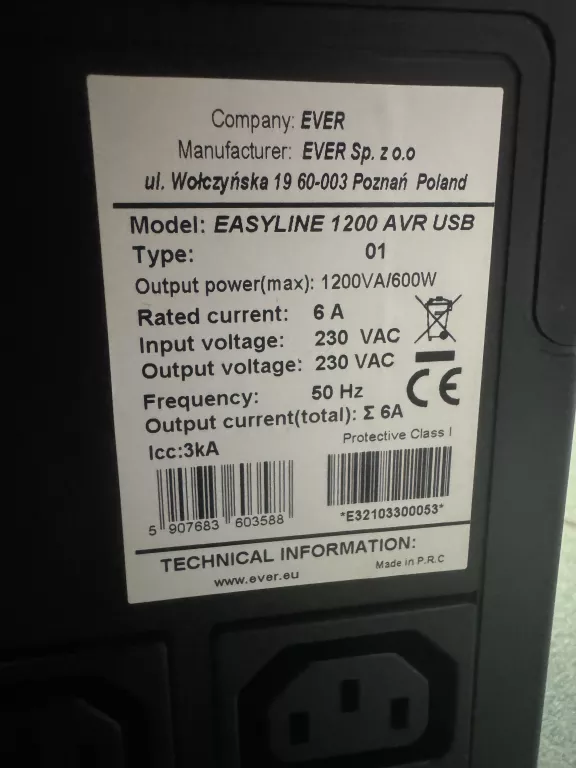 Company: EVER
Manufacturer: EVER Sp. z o.o
ul. Wołczyńska 19 60-003 Poznań Poland
Model: EASYLINE 1200 AVR USB
Type: 01
Output power(max): 1200VA/600W
Rated current: 6 A
Input voltage: 230 VAC
Output voltage: 230 VAC
Frequency: 50 Hz
CE
Output current(total): Σ 6A
Protective Class I
Icc:3kA
5 907683 603588
*E32103300053*
TECHNICAL INFORMATION:
www.ever.eu
Made in P.R.C